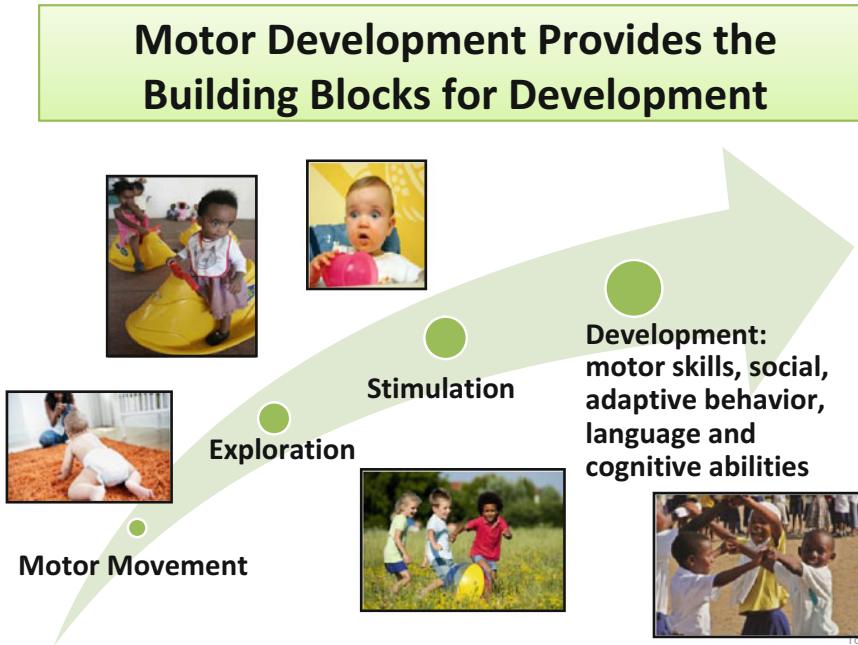 Motor Development Provides the
Building Blocks for Development
Development:
motor skills, social,
adaptive behavior,
language and
cognitive abilities
Stimulation
Exploration
Motor Movement